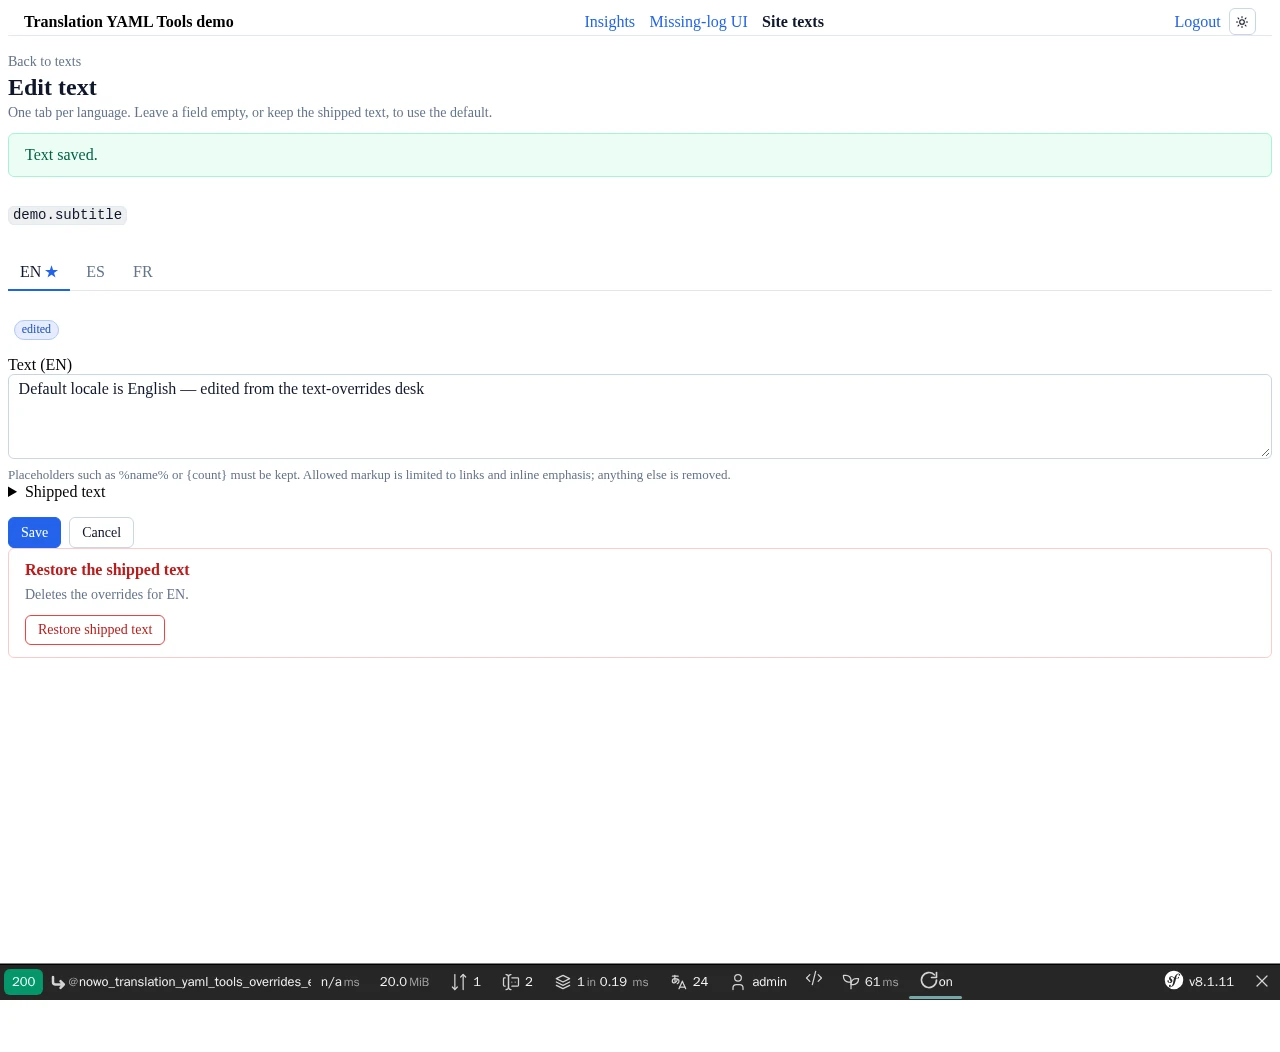 Translation YAML Tools demo
Insights Missing-log UI Site texts
Logout
Back to texts
Edit text
One tab per language. Leave a field empty, or keep the shipped text, to use the default.
Text saved.
demo.subtitle
EN ★ ES FR
edited
Text (EN)
Default locale is English — edited from the text-overrides desk
Placeholders such as %name% or {count} must be kept. Allowed markup is limited to links and inline emphasis; anything else is removed.
Shipped text
Save Cancel
Restore the shipped text
Deletes the overrides for EN.
Restore shipped text
200 @nowo_translation_yaml_tools_overrides_e n/a ms 20.0 MiB 1 2 1 in 0.19 ms 24 admin 61 ms on v8.1.11